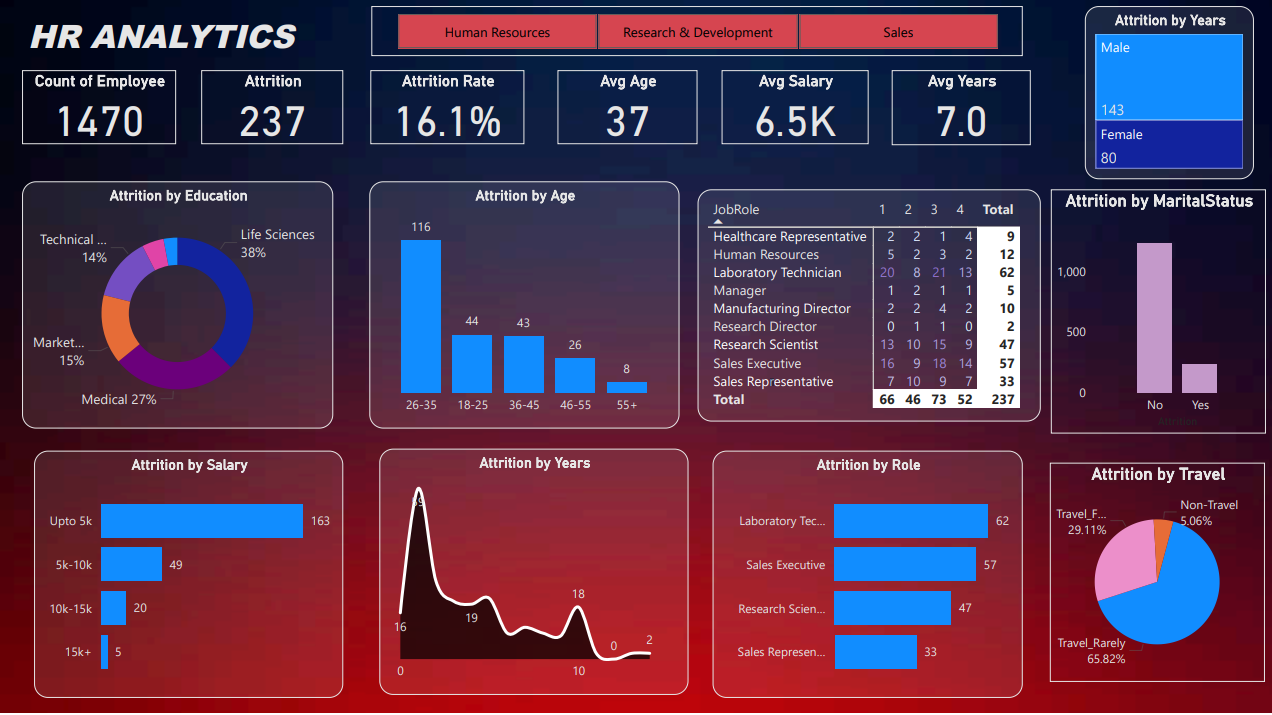 HR ANALYTICS
Human Resources
Research & Development
Sales
Attrition by Years
Male
143
Female
80
Count of Employee
1470
Attrition
237
Attrition Rate
16.1%
Avg Age
37
Avg Salary
6.5K
Avg Years
7.0
Attrition by Education
Life Sciences
38%
Technical ...
14%
Market...
15%
Medical 27%
Attrition by Age
116
44
43
26
8
26-35 18-25 36-45 46-55 55+
JobRole 1 2 3 4 Total
Healthcare Representative 2 2 1 4 9
Human Resources 5 2 3 2 12
Laboratory Technician 20 8 21 13 62
Manager 1 2 1 1 5
Manufacturing Director 2 2 4 2 10
Research Director 0 1 1 0 2
Research Scientist 13 10 15 9 47
Sales Executive 16 9 18 14 57
Sales Representative 7 10 9 7 33
Total 66 46 73 52 237
Attrition by MaritalStatus
1,000
500
0
No Yes
Attrition
Attrition by Salary
Upto 5k 163
5k-10k 49
10k-15k 20
15k+ 5
Attrition by Years
16
19
18
0
2
0 10
Attrition by Role
Laboratory Tec... 62
Sales Executive 57
Research Scien... 47
Sales Represen... 33
Attrition by Travel
Non-Travel
5.06%
Travel_F...
29.11%
Travel_Rarely
65.82%